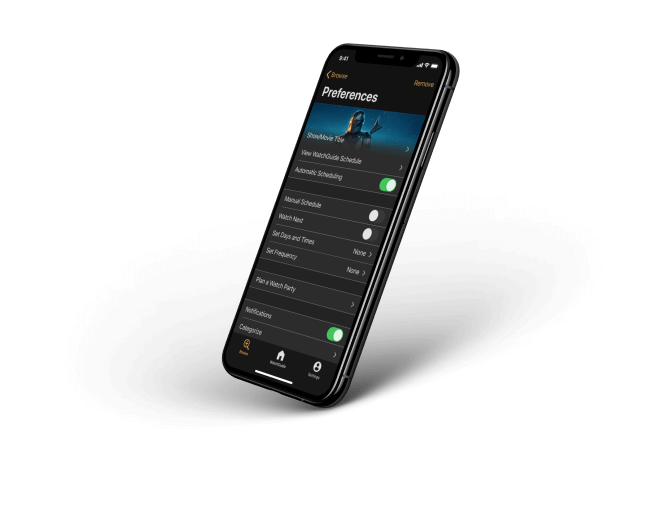 9:41
Browse
Remove
Preferences
Show/Movie Title
View WatchGuide Schedule
Automatic Scheduling
Manual Schedule
Watch Next
Set Days and Times None
Set Frequency None
Plan a Watch Party
Notifications
Categorize
Browse
WatchGuide
Settings